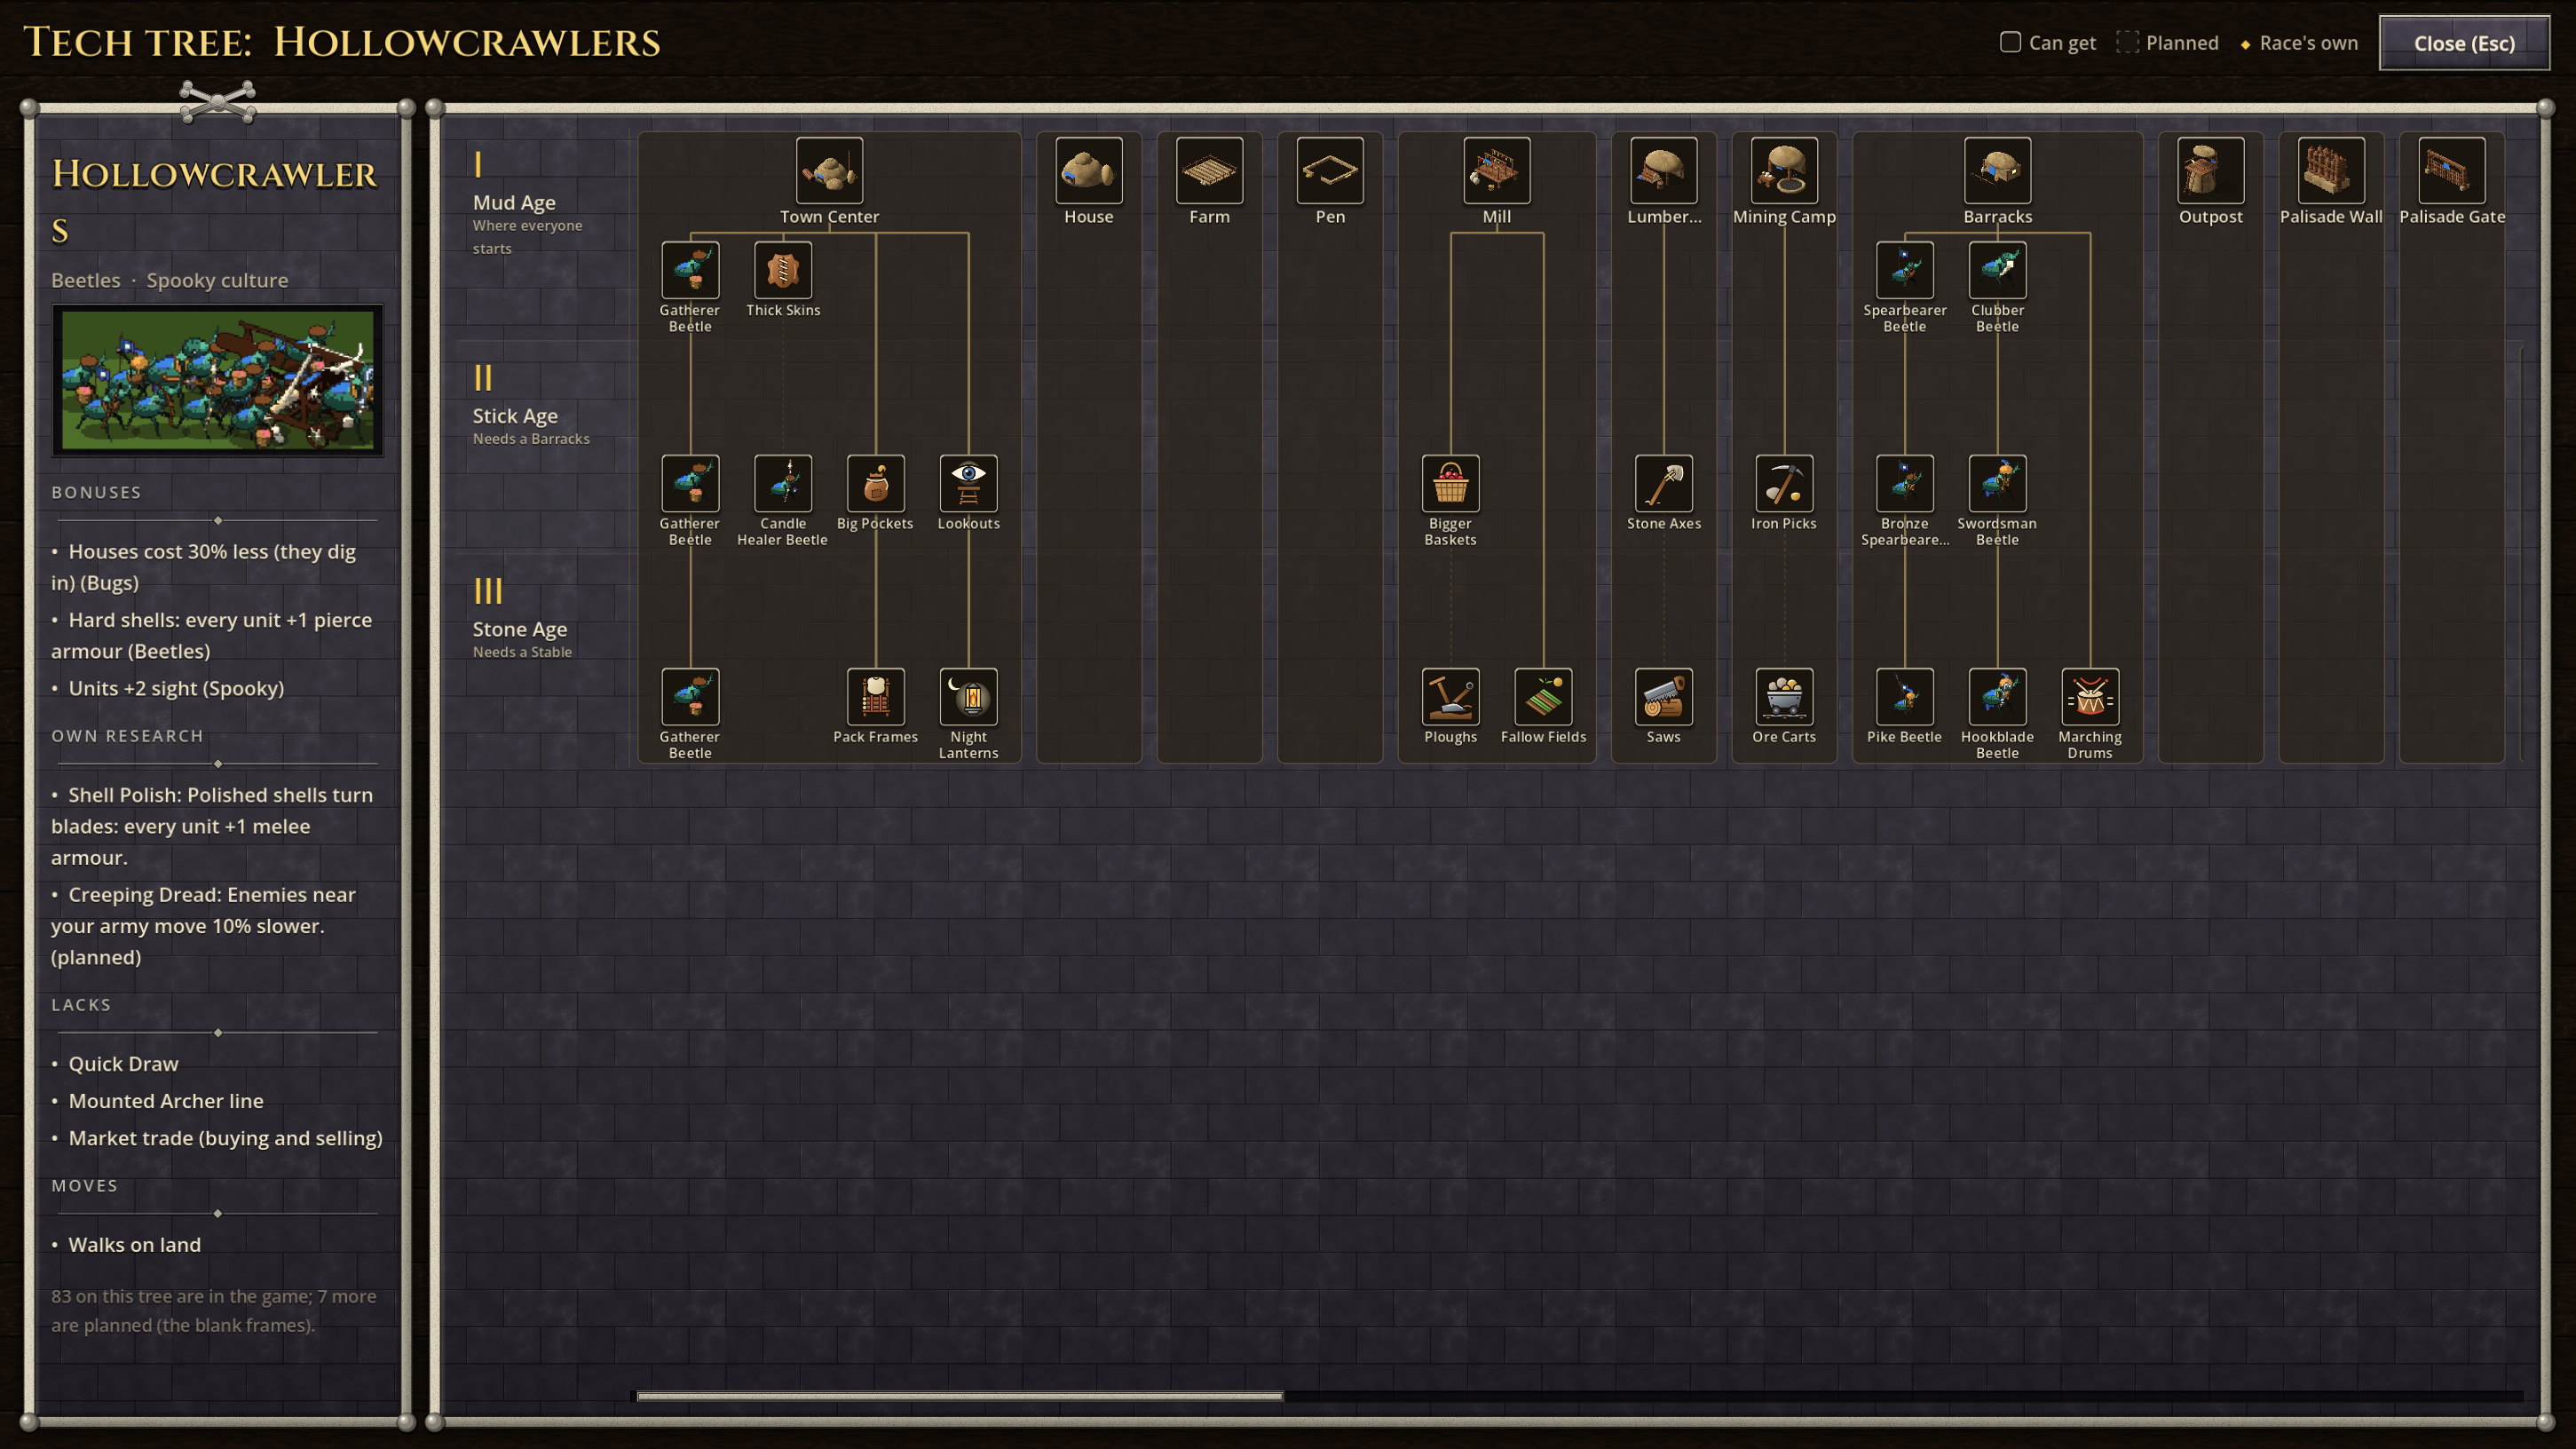 Tech tree: Hollowcrawlers
Can get
Planned
Race's own
Close (Esc)
Hollowcrawler
s
Beetles · Spooky culture
BONUSES
• Houses cost 30% less (they dig
in) (Bugs)
• Hard shells: every unit +1 pierce
armour (Beetles)
• Units +2 sight (Spooky)
OWN RESEARCH
• Shell Polish: Polished shells turn
blades: every unit +1 melee
armour.
• Creeping Dread: Enemies near
your army move 10% slower.
(planned)
LACKS
• Quick Draw
• Mounted Archer line
• Market trade (buying and selling)
MOVES
• Walks on land
83 on this tree are in the game; 7 more
are planned (the blank frames).
I
Mud Age
Where everyone
starts
Town Center
House
Farm
Pen
Mill
Lumber...
Mining Camp
Barracks
Outpost
Palisade Wall
Palisade Gate
Gatherer
Beetle
Thick Skins
Spearbearer
Beetle
Clubber
Beetle
II
Stick Age
Needs a Barracks
Gatherer
Beetle
Candle
Healer Beetle
Big Pockets
Lookouts
Bigger
Baskets
Stone Axes
Iron Picks
Bronze
Spearbeare...
Swordsman
Beetle
III
Stone Age
Needs a Stable
Gatherer
Beetle
Pack Frames
Night
Lanterns
Ploughs
Fallow Fields
Saws
Ore Carts
Pike Beetle
Hookblade
Beetle
Marching
Drums